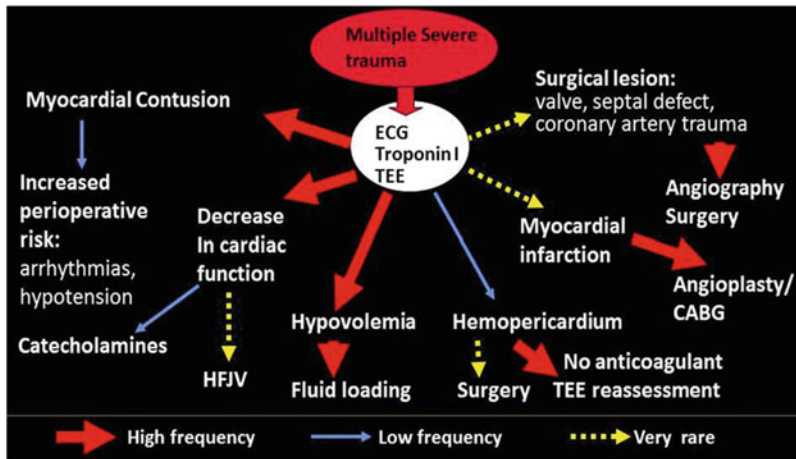 Multiple Severe
trauma
ECG
Troponin I
TEE
Myocardial Contusion
Increased
perioperative
risk:
arrhythmias,
hypotension
Decrease
In cardiac
function
Catecholamines
HFJV
Hypovolemia
Fluid loading
Hemopericardium
Surgery
No anticoagulant
TEE reassessment
Surgical lesion:
valve, septal defect,
coronary artery trauma
Angiography
Surgery
Myocardial
infarction
Angioplasty/
CABG
High frequency
Low frequency
Very rare